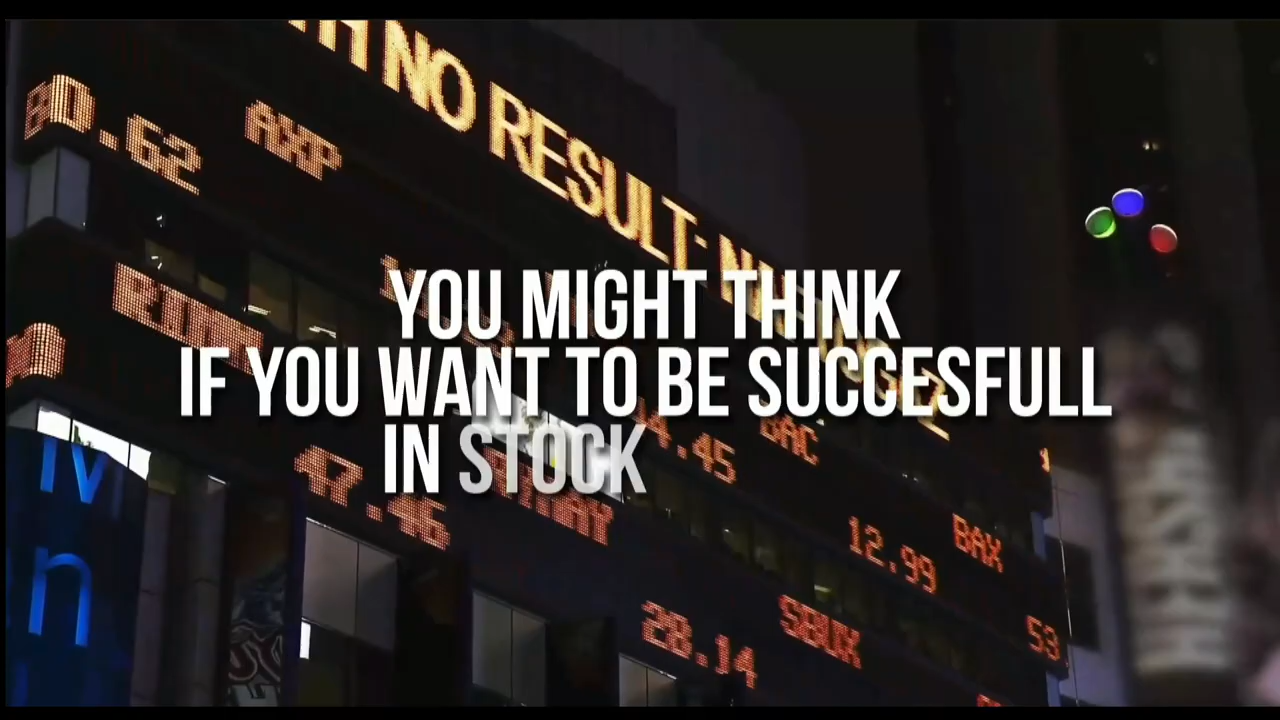 NO RESULT-
80.62 AXP
YOU MIGHT THINK
IF YOU WANT TO BE SUCCESFULL
IN STOCK
14.45 BAC
47.46
12.99 BAX
28.14 SBUX
53